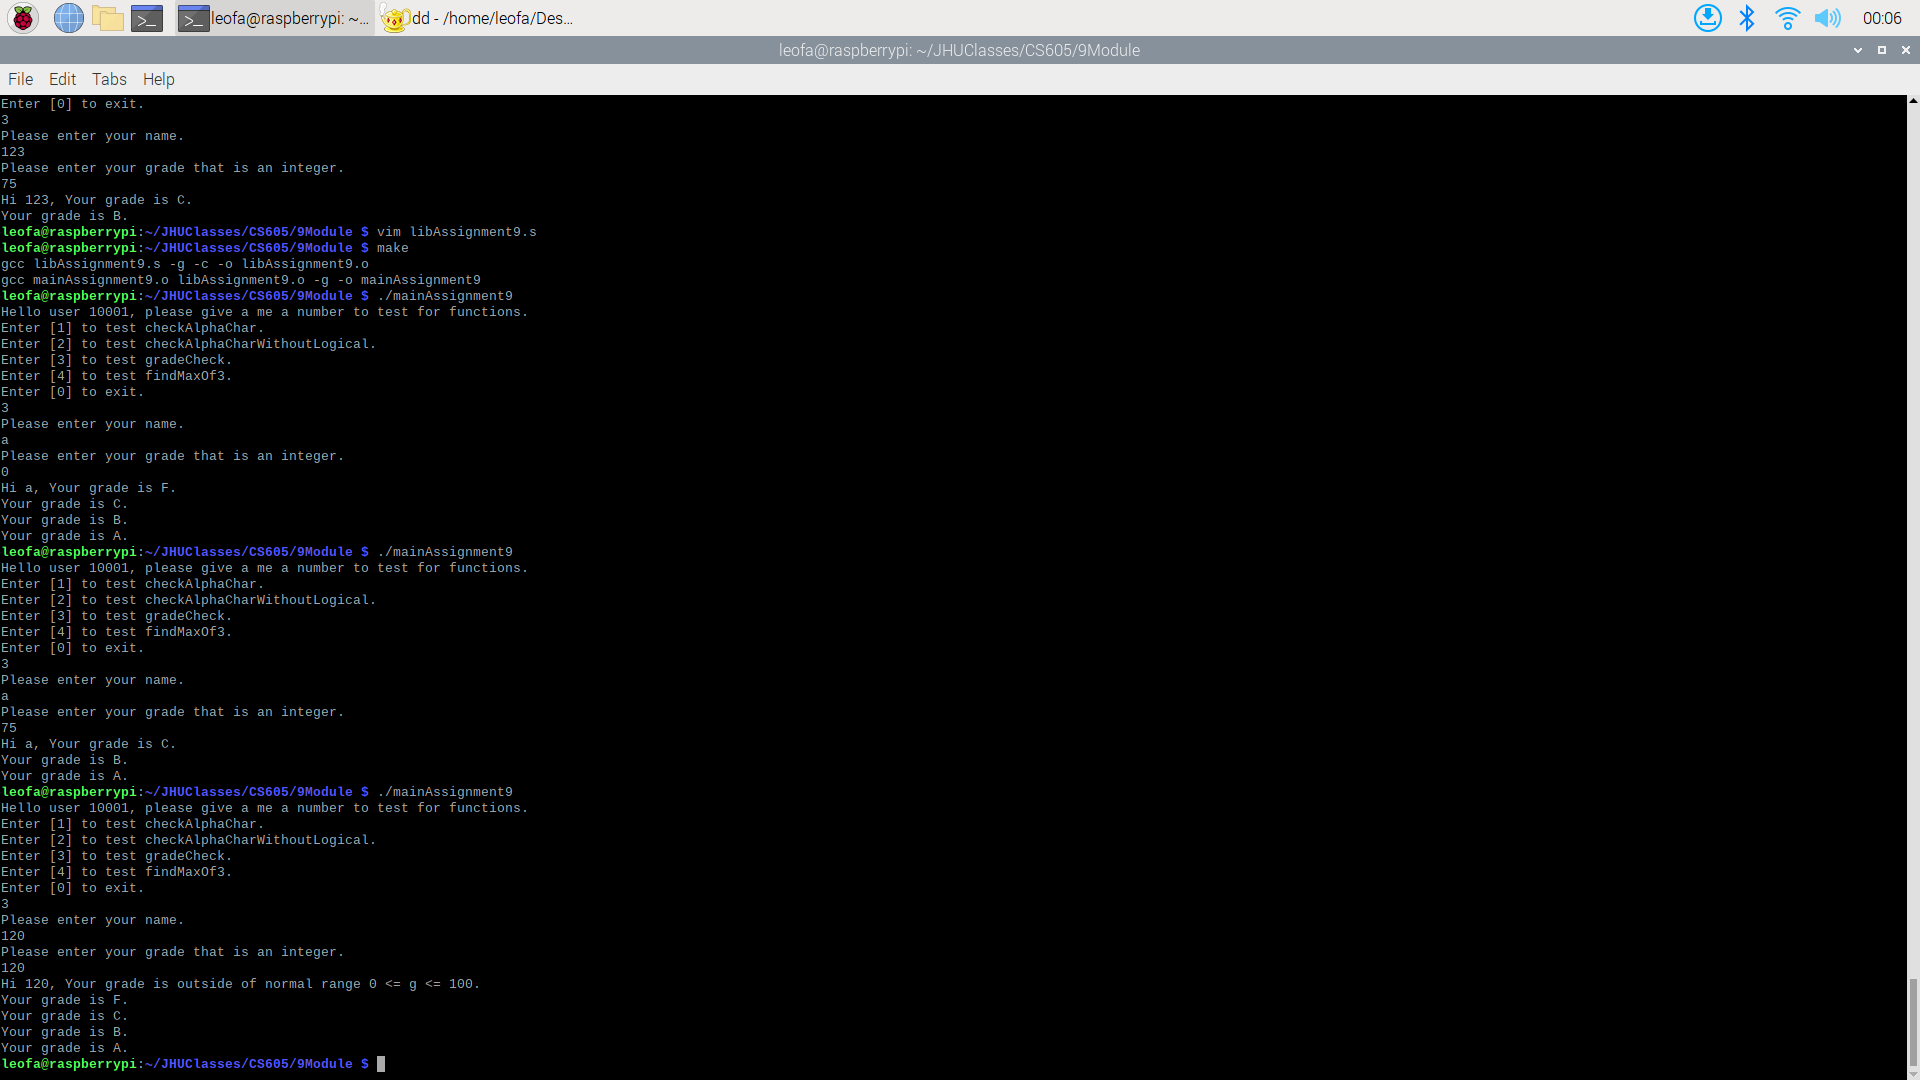 leofa@raspberrypi: ~...
dd - /home/leofa/Des...
00:06
leofa@raspberrypi: ~/JHUClasses/CS605/9Module
File Edit Tabs Help
Enter [0] to exit.
3
Please enter your name.
123
Please enter your grade that is an integer.
75
Hi 123, Your grade is C.
Your grade is B.
leofa@raspberrypi:~/JHUClasses/CS605/9Module $ vim libAssignment9.s
leofa@raspberrypi:~/JHUClasses/CS605/9Module $ make
gcc libAssignment9.s -g -c -o libAssignment9.o
gcc mainAssignment9.o libAssignment9.o -g -o mainAssignment9
leofa@raspberrypi:~/JHUClasses/CS605/9Module $ ./mainAssignment9
Hello user 10001, please give a me a number to test for functions.
Enter [1] to test checkAlphaChar.
Enter [2] to test checkAlphaCharWithoutLogical.
Enter [3] to test gradeCheck.
Enter [4] to test findMaxOf3.
Enter [0] to exit.
3
Please enter your name.
a
Please enter your grade that is an integer.
0
Hi a, Your grade is F.
Your grade is C.
Your grade is B.
Your grade is A.
leofa@raspberrypi:~/JHUClasses/CS605/9Module $ ./mainAssignment9
Hello user 10001, please give a me a number to test for functions.
Enter [1] to test checkAlphaChar.
Enter [2] to test checkAlphaCharWithoutLogical.
Enter [3] to test gradeCheck.
Enter [4] to test findMaxOf3.
Enter [0] to exit.
3
Please enter your name.
a
Please enter your grade that is an integer.
75
Hi a, Your grade is C.
Your grade is B.
Your grade is A.
leofa@raspberrypi:~/JHUClasses/CS605/9Module $ ./mainAssignment9
Hello user 10001, please give a me a number to test for functions.
Enter [1] to test checkAlphaChar.
Enter [2] to test checkAlphaCharWithoutLogical.
Enter [3] to test gradeCheck.
Enter [4] to test findMaxOf3.
Enter [0] to exit.
3
Please enter your name.
120
Please enter your grade that is an integer.
120
Hi 120, Your grade is outside of normal range 0 <= g <= 100.
Your grade is F.
Your grade is C.
Your grade is B.
Your grade is A.
leofa@raspberrypi:~/JHUClasses/CS605/9Module $